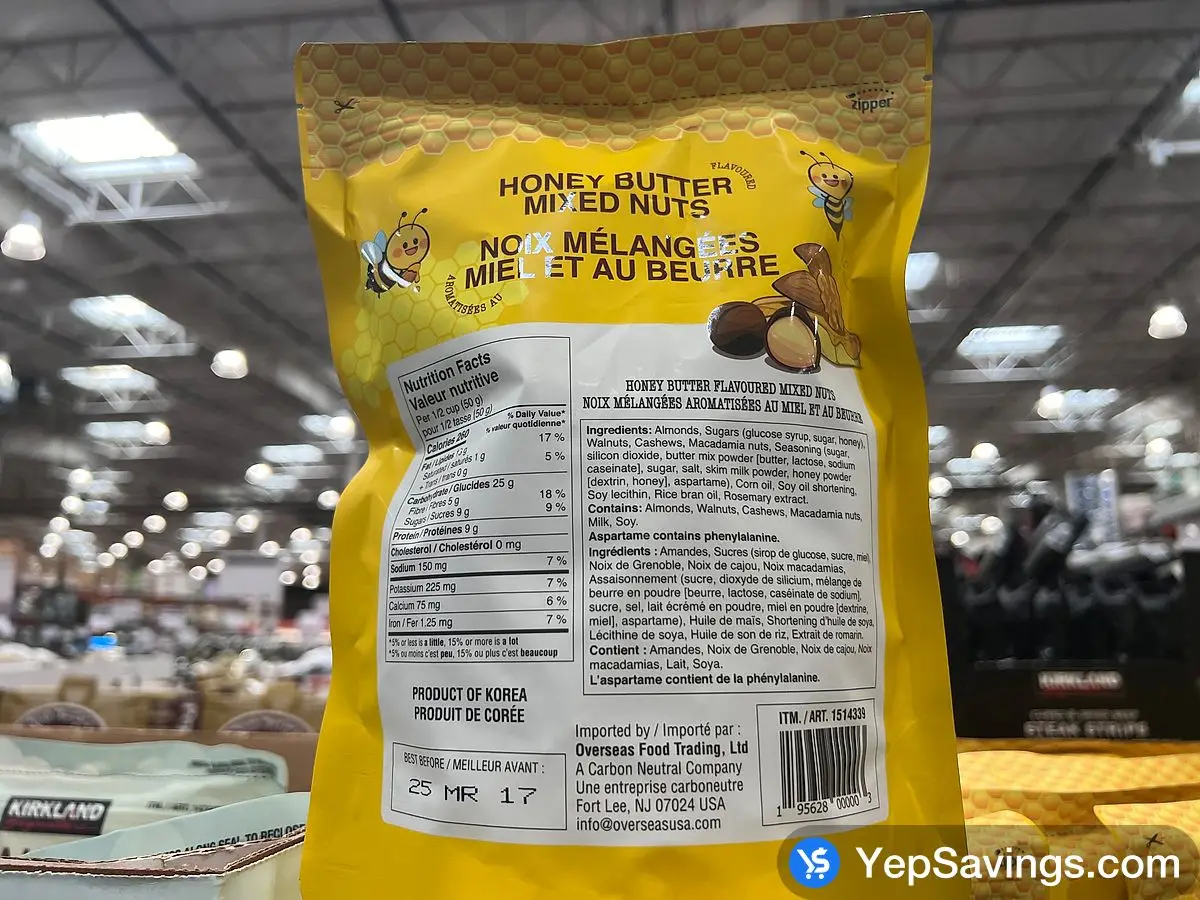 zipper
FLAVOURED
HONEY BUTTER
MIXED NUTS
NOIX MÉLANGÉES
MIEL ET AU BEURRE
AROMATISÉES AU
Nutrition Facts
Valeur nutritive
Per 1/2 cup (50 g)
pour 1/2 tasse (50 g)
% Daily Value*
% valeur quotidienne*
Calories 260
Fat / Lipides 13 g 17 %
Saturated / saturés 1 g 5 %
+ Trans / trans 0 g
Carbohydrate / Glucides 25 g
Fibre / Fibres 5 g 18 %
Sugars / Sucres 9 g 9 %
Protein / Protéines 9 g
Cholesterol / Cholestérol 0 mg
Sodium 150 mg 7 %
Potassium 225 mg 7 %
Calcium 75 mg 6 %
Iron / Fer 1.25 mg 7 %
*5% or less is a little, 15% or more is a lot
*5% ou moins c'est peu, 15% ou plus c'est beaucoup
HONEY BUTTER FLAVOURED MIXED NUTS
NOIX MÉLANGÉES AROMATISÉES AU MIEL ET AU BEURRE
Ingredients: Almonds, Sugars (glucose syrup, sugar, honey),
Walnuts, Cashews, Macadamia nuts, Seasoning (sugar,
silicon dioxide, butter mix powder [butter, lactose, sodium
caseinate], sugar, salt, skim milk powder, honey powder
[dextrin, honey], aspartame), Corn oil, Soy oil shortening,
Soy lecithin, Rice bran oil, Rosemary extract.
Contains: Almonds, Walnuts, Cashews, Macadamia nuts,
Milk, Soy.
Aspartame contains phenylalanine.
Ingrédients : Amandes, Sucres (sirop de glucose, sucre, miel),
Noix de Grenoble, Noix de cajou, Noix macadamias,
Assaisonnement (sucre, dioxyde de silicium, mélange de
beurre en poudre [beurre, lactose, caséinate de sodium],
sucre, sel, lait écrémé en poudre, miel en poudre [dextrine,
miel], aspartame), Huile de maïs, Shortening d'huile de soya,
Lécithine de soya, Huile de son de riz, Extrait de romarin.
Contient : Amandes, Noix de Grenoble, Noix de cajou, Noix
macadamias, Lait, Soya.
L'aspartame contient de la phénylalanine.
PRODUCT OF KOREA
PRODUIT DE CORÉE
BEST BEFORE / MEILLEUR AVANT :
25 MR 17
Imported by / Importé par :
Overseas Food Trading, Ltd
A Carbon Neutral Company
Une entreprise carboneutre
Fort Lee, NJ 07024 USA
info@overseasusa.com
ITM. / ART. 1514339
1 95628 00000 3
KIRKLAND
KIRKLAND
STEAK STRIPS
YepSavings.com